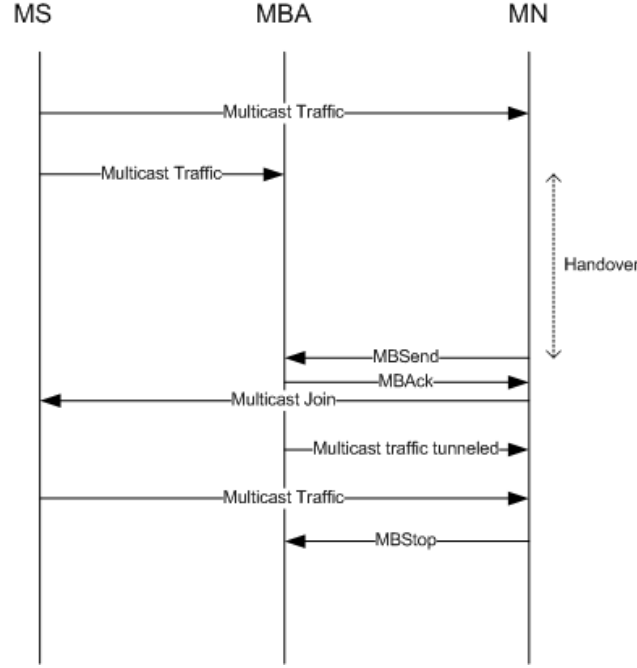 MS
MBA
MN
Multicast Traffic
Multicast Traffic
Handover
MBSend
MBAck
Multicast Join
Multicast traffic tunneled
Multicast Traffic
MBStop